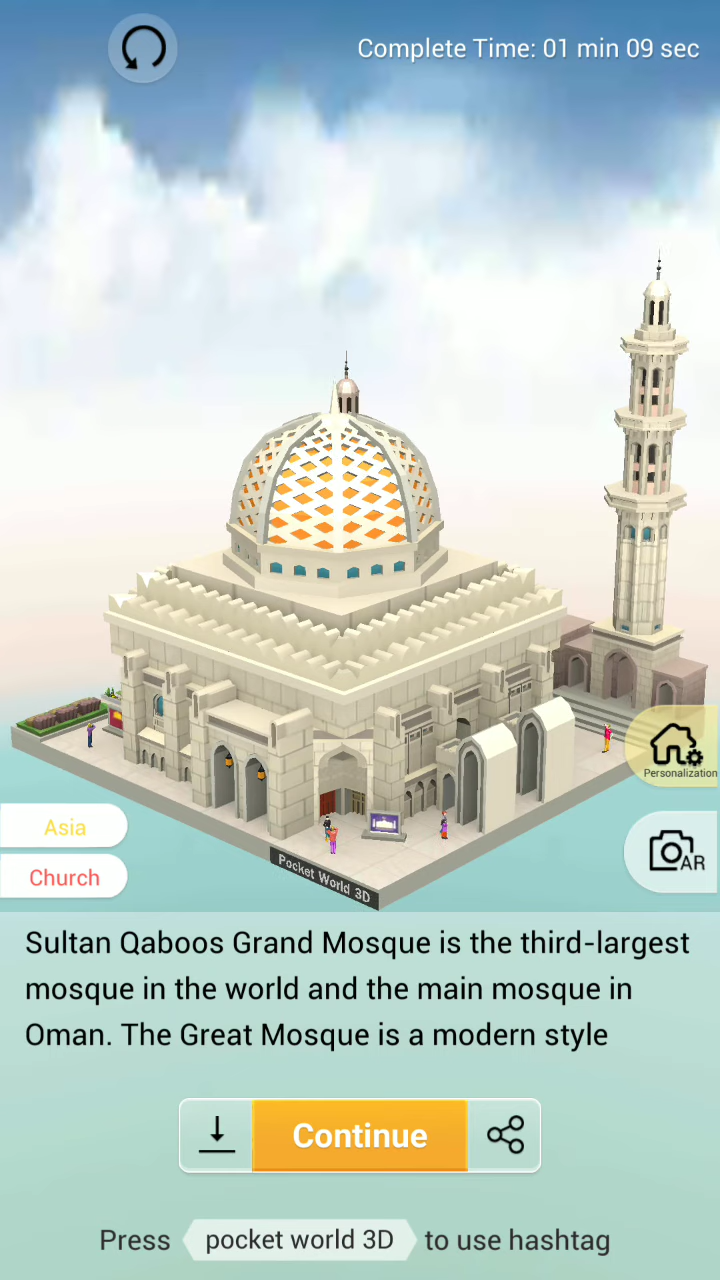 Complete Time: 01 min 09 sec
Personalization
Asia
AR
Church
Pocket World 3D
Sultan Qaboos Grand Mosque is the third-largest
mosque in the world and the main mosque in
Oman. The Great Mosque is a modern style
Continue
Press pocket world 3D to use hashtag